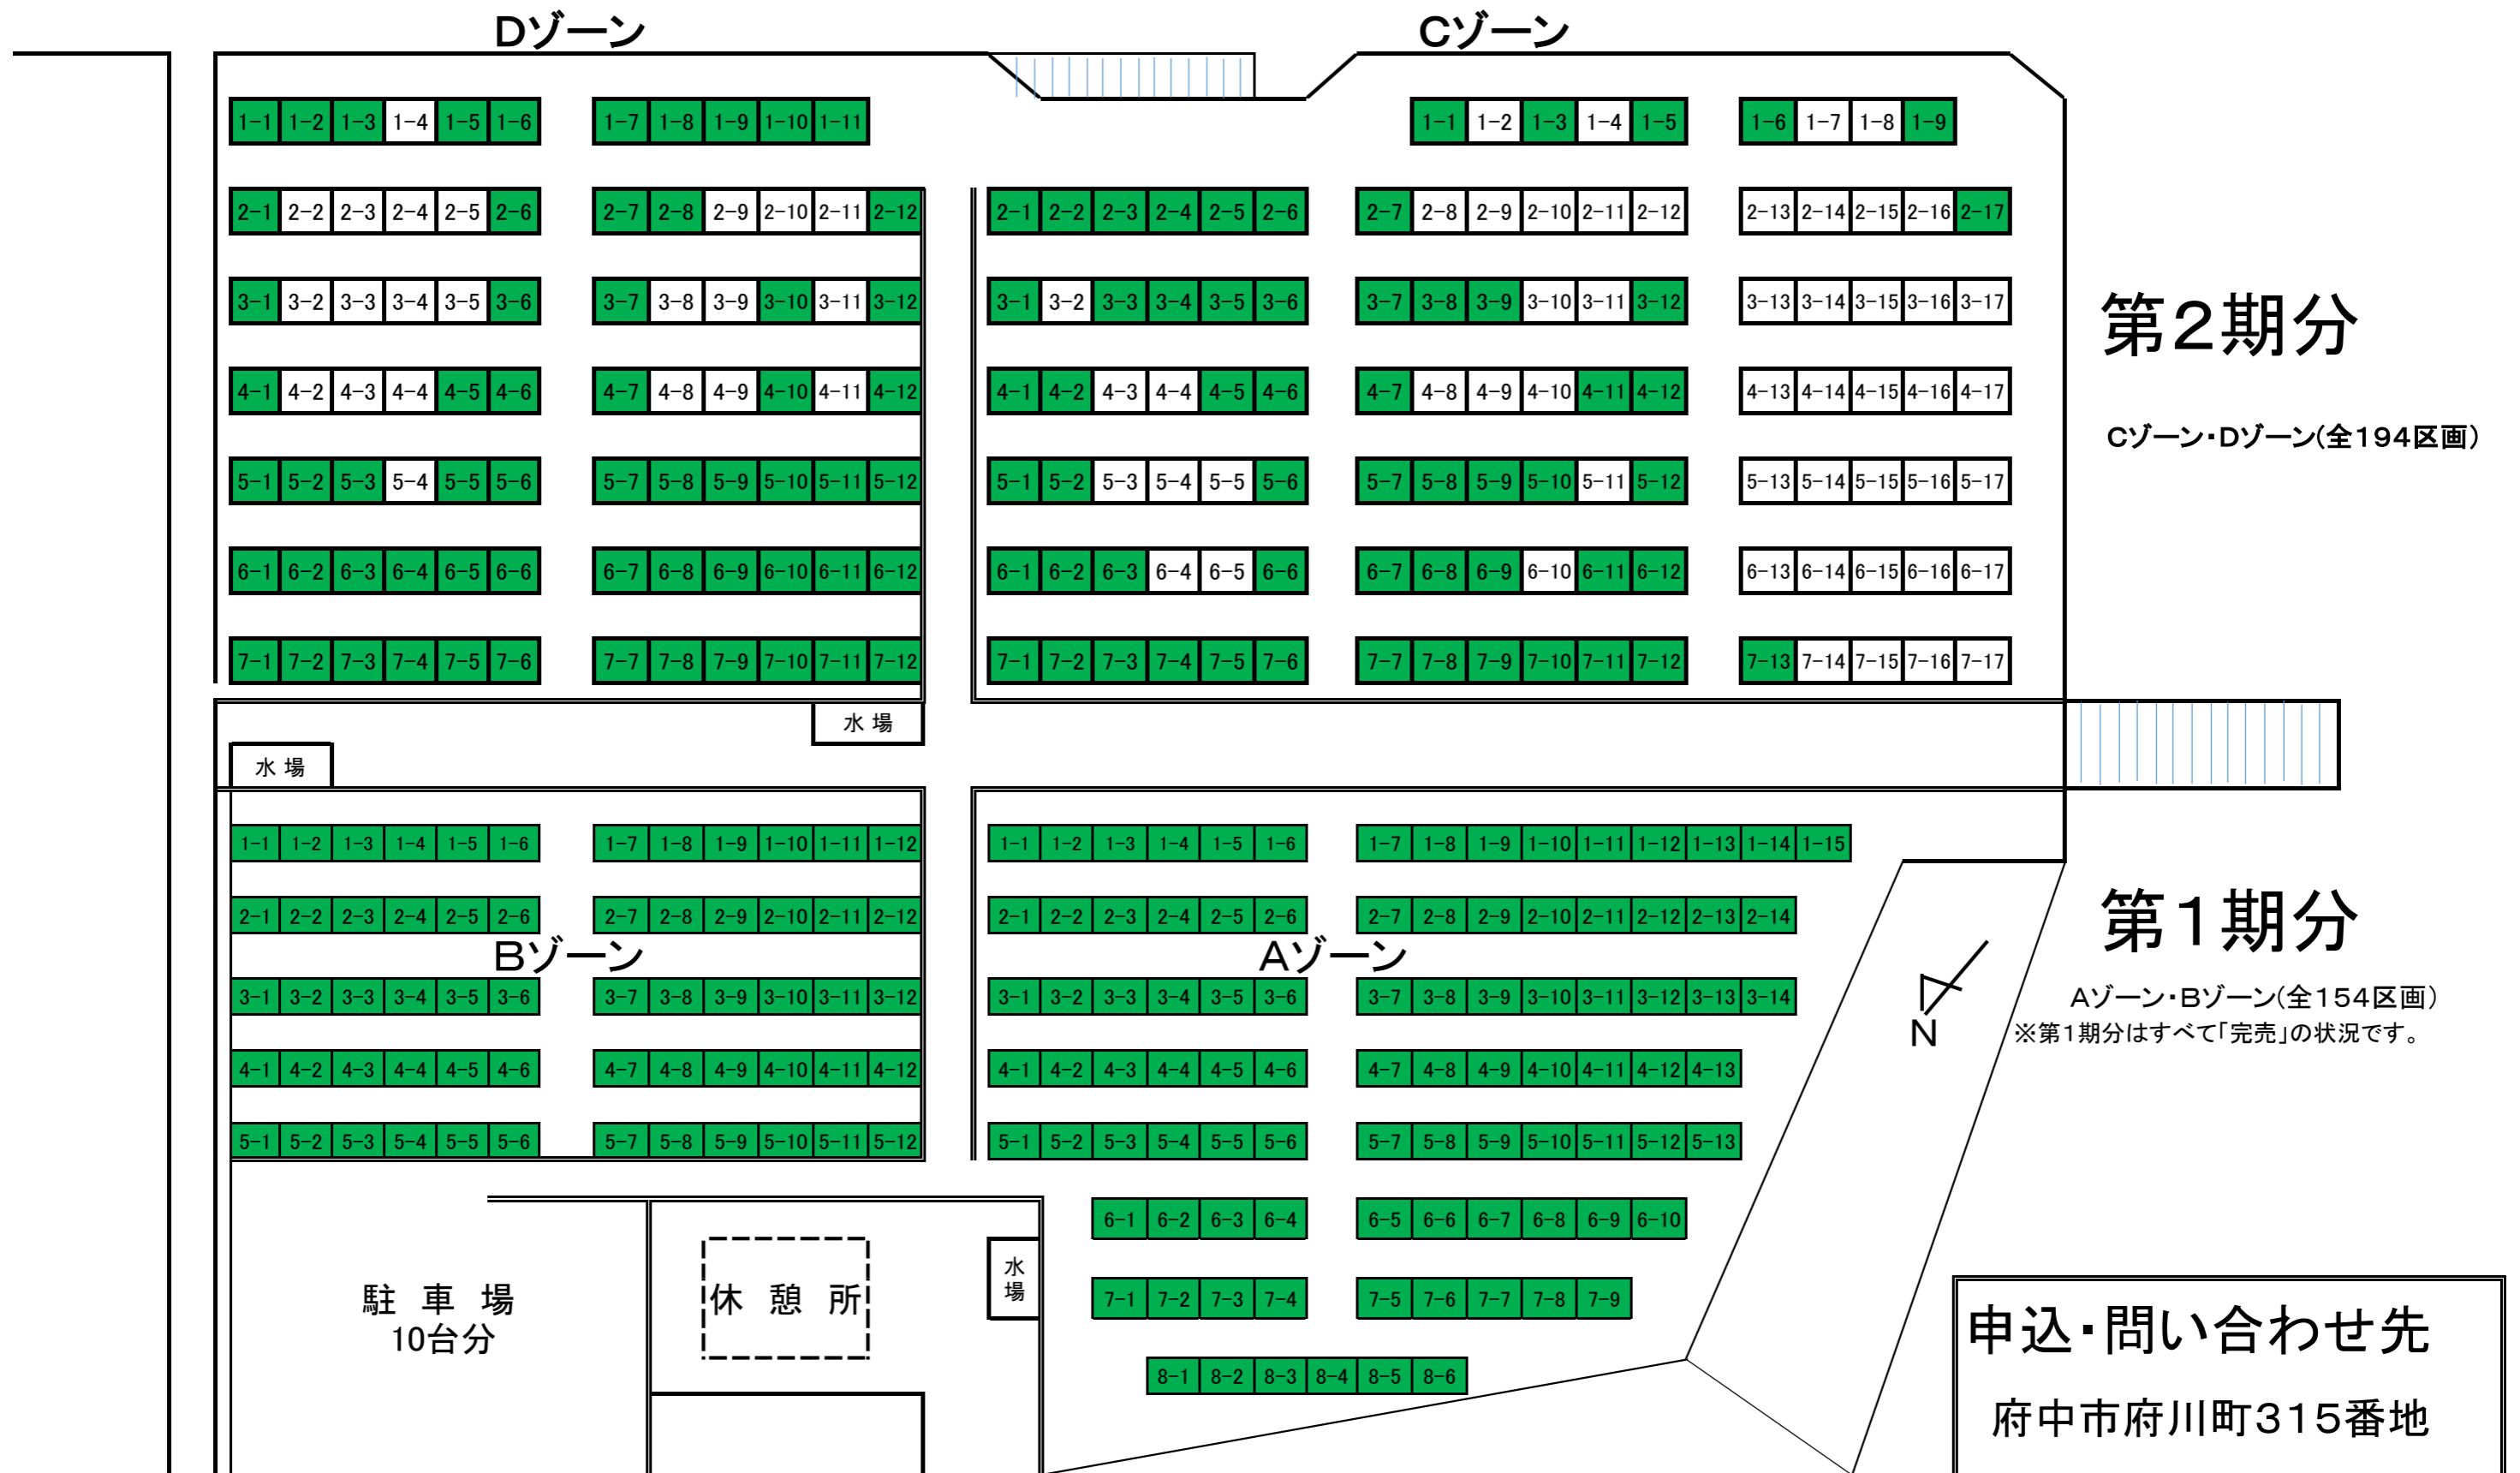 Dゾーン Cゾーン
1-1 1-2 1-3 1-4 1-5 1-6 1-7 1-8 1-9 1-10 1-11 1-1 1-2 1-3 1-4 1-5 1-6 1-7 1-8 1-9
2-1 2-2 2-3 2-4 2-5 2-6 2-7 2-8 2-9 2-10 2-11 2-12 2-1 2-2 2-3 2-4 2-5 2-6 2-7 2-8 2-9 2-10 2-11 2-12 2-13 2-14 2-15 2-16 2-17
3-1 3-2 3-3 3-4 3-5 3-6 3-7 3-8 3-9 3-10 3-11 3-12 3-1 3-2 3-3 3-4 3-5 3-6 3-7 3-8 3-9 3-10 3-11 3-12 3-13 3-14 3-15 3-16 3-17
第2期分
4-1 4-2 4-3 4-4 4-5 4-6 4-7 4-8 4-9 4-10 4-11 4-12 4-1 4-2 4-3 4-4 4-5 4-6 4-7 4-8 4-9 4-10 4-11 4-12 4-13 4-14 4-15 4-16 4-17
Cゾーン・Dゾーン(全194区画)
5-1 5-2 5-3 5-4 5-5 5-6 5-7 5-8 5-9 5-10 5-11 5-12 5-1 5-2 5-3 5-4 5-5 5-6 5-7 5-8 5-9 5-10 5-11 5-12 5-13 5-14 5-15 5-16 5-17
6-1 6-2 6-3 6-4 6-5 6-6 6-7 6-8 6-9 6-10 6-11 6-12 6-1 6-2 6-3 6-4 6-5 6-6 6-7 6-8 6-9 6-10 6-11 6-12 6-13 6-14 6-15 6-16 6-17
7-1 7-2 7-3 7-4 7-5 7-6 7-7 7-8 7-9 7-10 7-11 7-12 7-1 7-2 7-3 7-4 7-5 7-6 7-7 7-8 7-9 7-10 7-11 7-12 7-13 7-14 7-15 7-16 7-17
水場
水場
1-1 1-2 1-3 1-4 1-5 1-6 1-7 1-8 1-9 1-10 1-11 1-12 1-1 1-2 1-3 1-4 1-5 1-6 1-7 1-8 1-9 1-10 1-11 1-12 1-13 1-14 1-15
2-1 2-2 2-3 2-4 2-5 2-6 2-7 2-8 2-9 2-10 2-11 2-12 2-1 2-2 2-3 2-4 2-5 2-6 2-7 2-8 2-9 2-10 2-11 2-12 2-13 2-14
第1期分
Bゾーン Aゾーン
3-1 3-2 3-3 3-4 3-5 3-6 3-7 3-8 3-9 3-10 3-11 3-12 3-1 3-2 3-3 3-4 3-5 3-6 3-7 3-8 3-9 3-10 3-11 3-12 3-13 3-14
Aゾーン・Bゾーン(全154区画)
N
※第1期分はすべて「完売」の状況です。
4-1 4-2 4-3 4-4 4-5 4-6 4-7 4-8 4-9 4-10 4-11 4-12 4-1 4-2 4-3 4-4 4-5 4-6 4-7 4-8 4-9 4-10 4-11 4-12 4-13
5-1 5-2 5-3 5-4 5-5 5-6 5-7 5-8 5-9 5-10 5-11 5-12 5-1 5-2 5-3 5-4 5-5 5-6 5-7 5-8 5-9 5-10 5-11 5-12 5-13
6-1 6-2 6-3 6-4 6-5 6-6 6-7 6-8 6-9 6-10
水場
駐車場
10台分
休憩所
7-1 7-2 7-3 7-4 7-5 7-6 7-7 7-8 7-9
8-1 8-2 8-3 8-4 8-5 8-6
申込・問い合わせ先
府中市府川町315番地